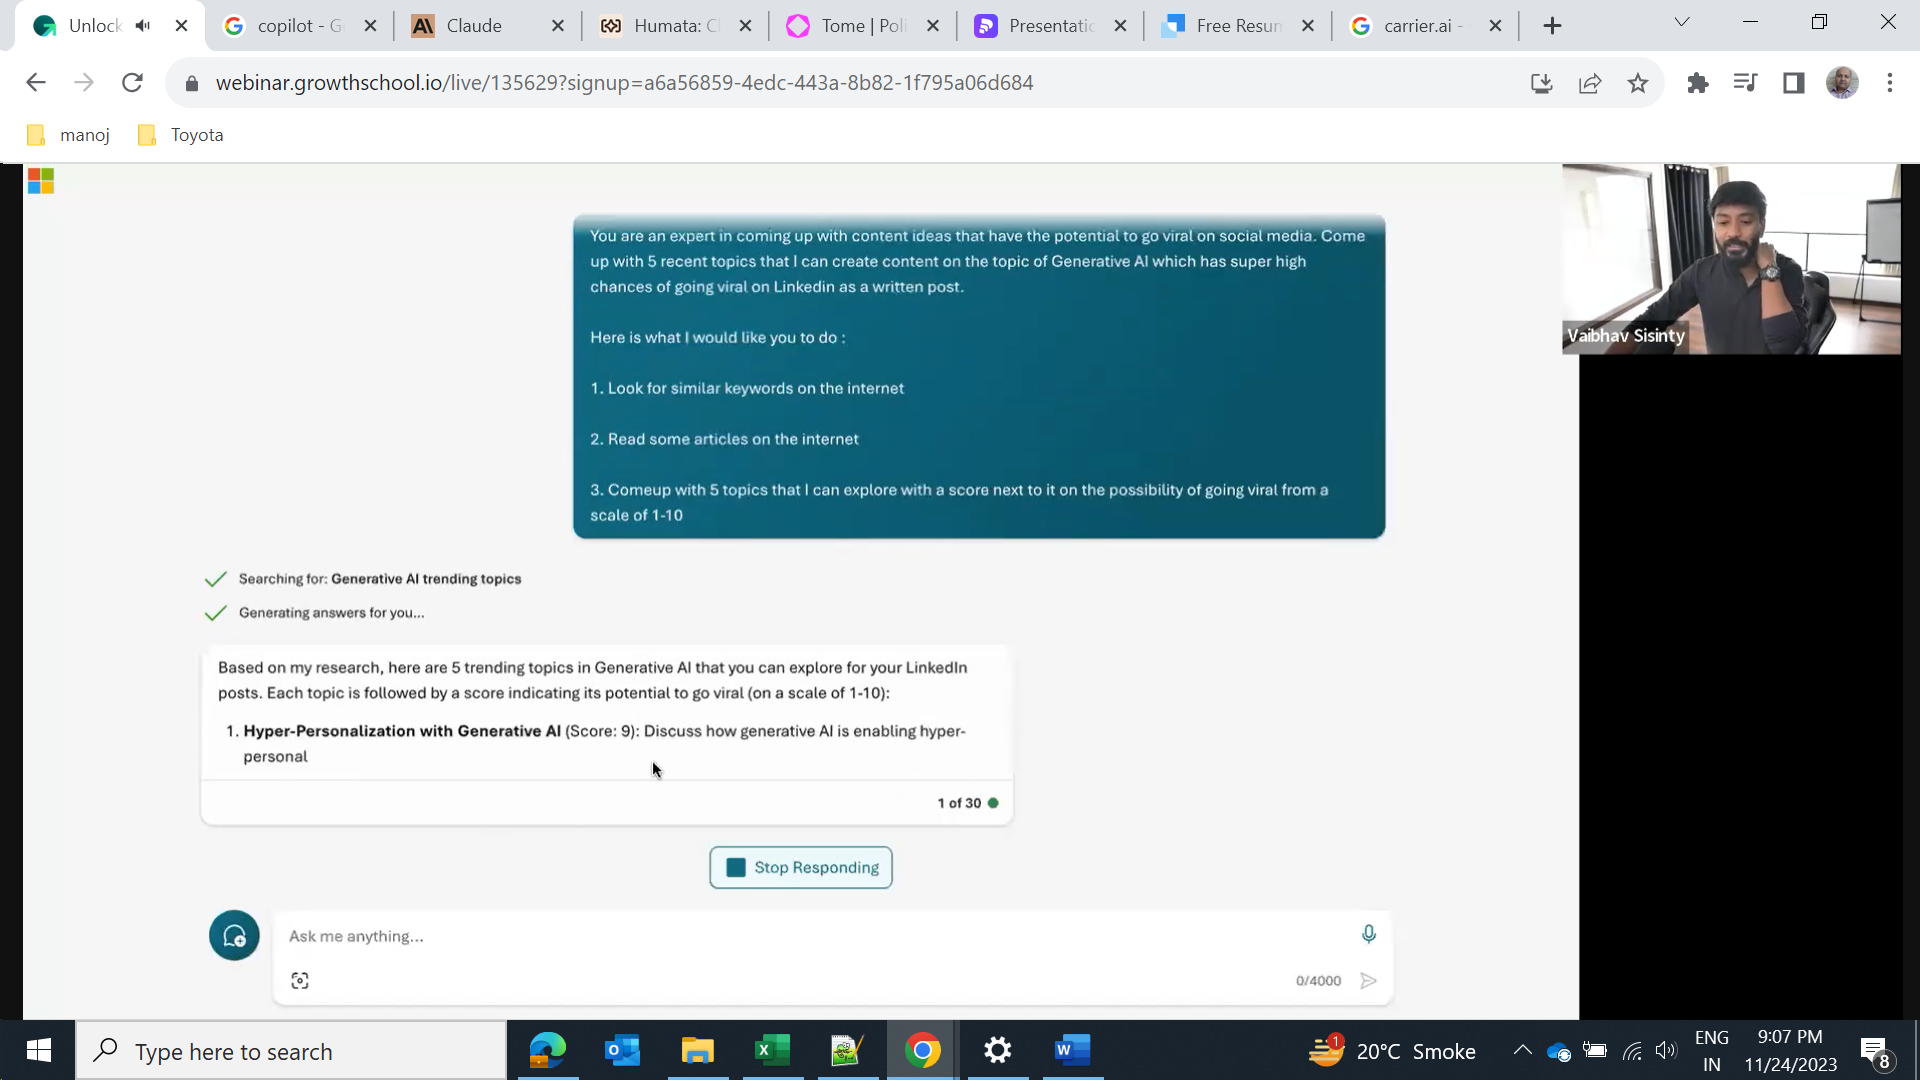 Unlock
copilot - G
Claude
Humata: C
Tome | Poli
Presentatic
Free Resun
carrier.ai -
webinar.growthschool.io/live/135629?signup=a6a56859-4edc-443a-8b82-1f795a06d684
manoj
Toyota
You are an expert in coming up with content ideas that have the potential to go viral on social media. Come
up with 5 recent topics that I can create content on the topic of Generative AI which has super high
chances of going viral on Linkedin as a written post.
Here is what I would like you to do :
1. Look for similar keywords on the internet
2. Read some articles on the internet
3. Comeup with 5 topics that I can explore with a score next to it on the possibility of going viral from a
scale of 1-10
Vaibhav Sisinty
Searching for: Generative AI trending topics
Generating answers for you...
Based on my research, here are 5 trending topics in Generative AI that you can explore for your LinkedIn
posts. Each topic is followed by a score indicating its potential to go viral (on a scale of 1-10):
1. Hyper-Personalization with Generative AI (Score: 9): Discuss how generative AI is enabling hyper-
personal
1 of 30
Stop Responding
Ask me anything...
0/4000
Type here to search
1
20°C Smoke
ENG
IN
9:07 PM
11/24/2023
8